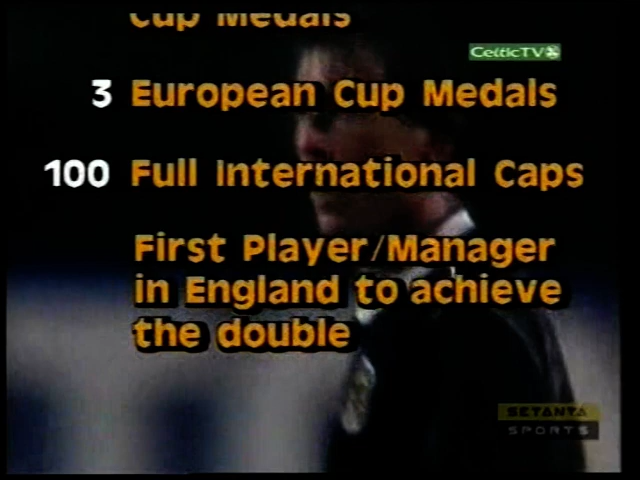 Cup Medals
CelticTV
3 European Cup Medals
100 Full International Caps
First Player/Manager
in England to achieve
the double
SETANTA
SPORTS